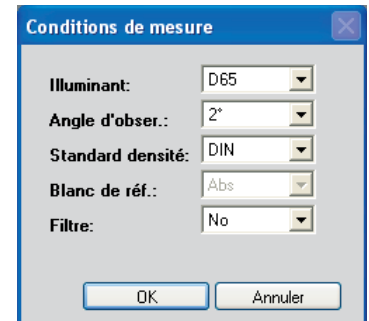 Conditions de mesure
Illuminant: D65
Angle d'obser.: 2°
Standard densité: DIN
Blanc de réf.: Abs
Filtre: No
OK Annuler